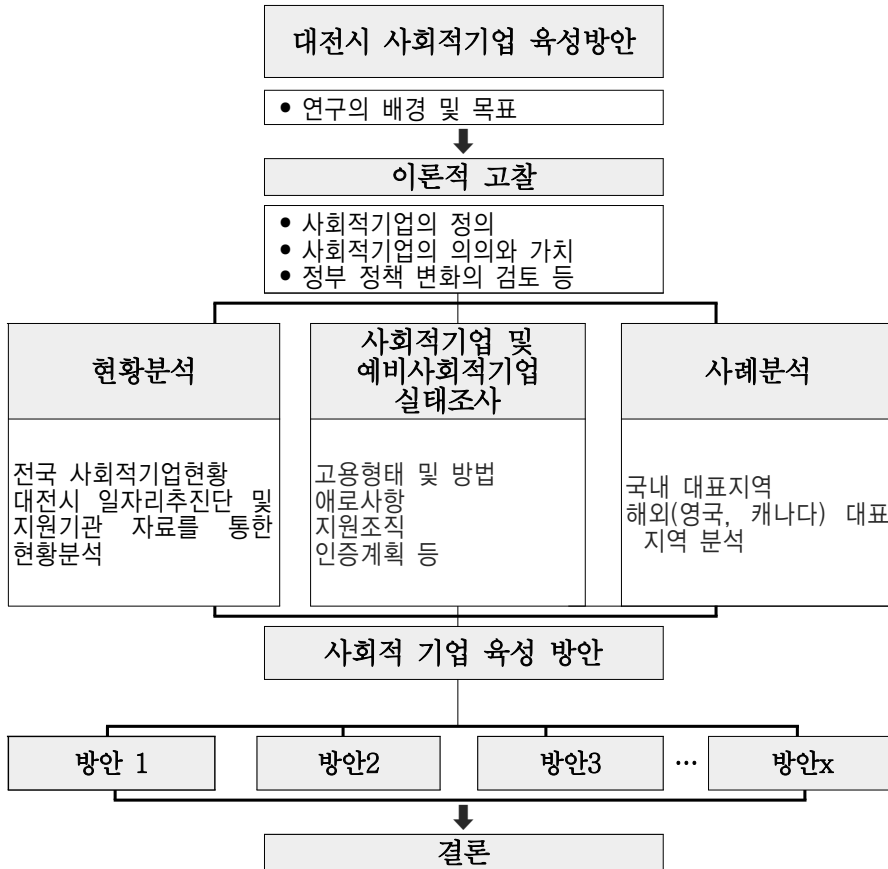 대전시 사회적기업 육성방안
• 연구의 배경 및 목표
이론적 고찰
• 사회적기업의 정의
• 사회적기업의 의의와 가치
• 정부 정책 변화의 검토 등
현황분석
전국 사회적기업현황
대전시 일자리추진단 및
지원기관 자료를 통한
현황분석
사회적기업 및
예비사회적기업
실태조사
고용형태 및 방법
애로사항
지원조직
인증계획 등
사례분석
국내 대표지역
해외(영국, 캐나다) 대표
지역 분석
사회적 기업 육성 방안
방안 1
방안2
방안3
…
방안x
결론